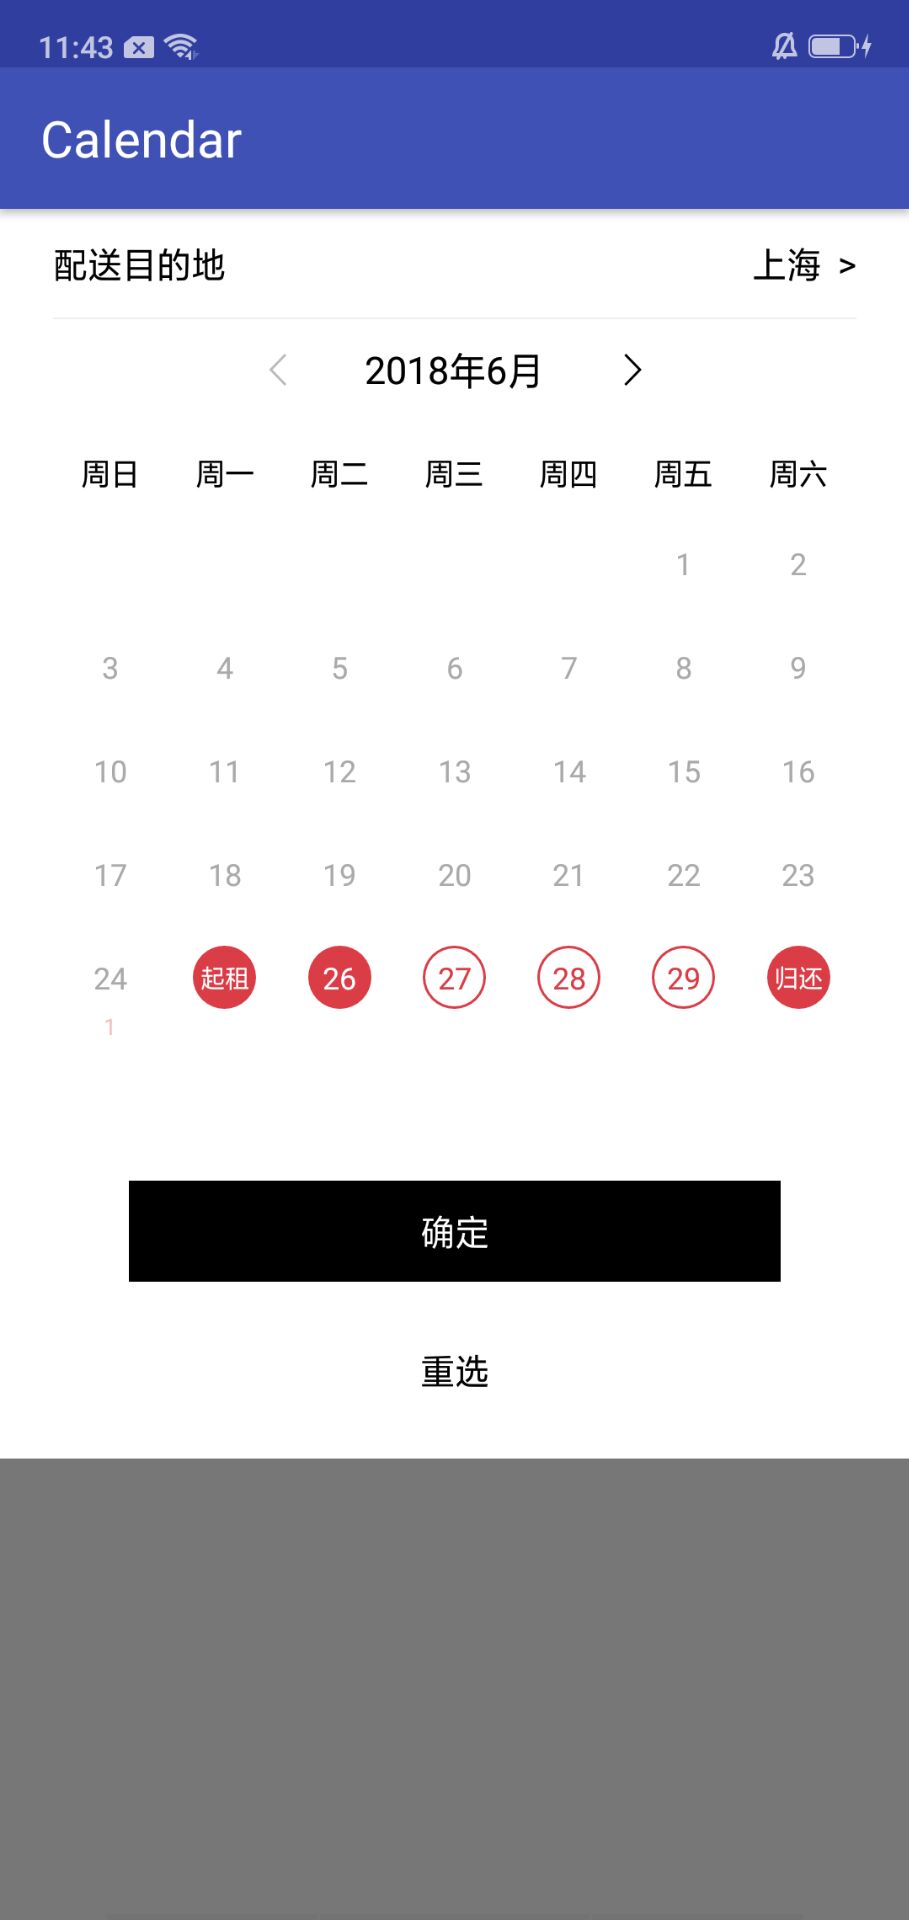 11:43
Calendar
配送目的地 上海 >
2018年6月
周日 周一 周二 周三 周四 周五 周六
1 2
3 4 5 6 7 8 9
10 11 12 13 14 15 16
17 18 19 20 21 22 23
24 起租 26 27 28 29 归还
1
确定
重选